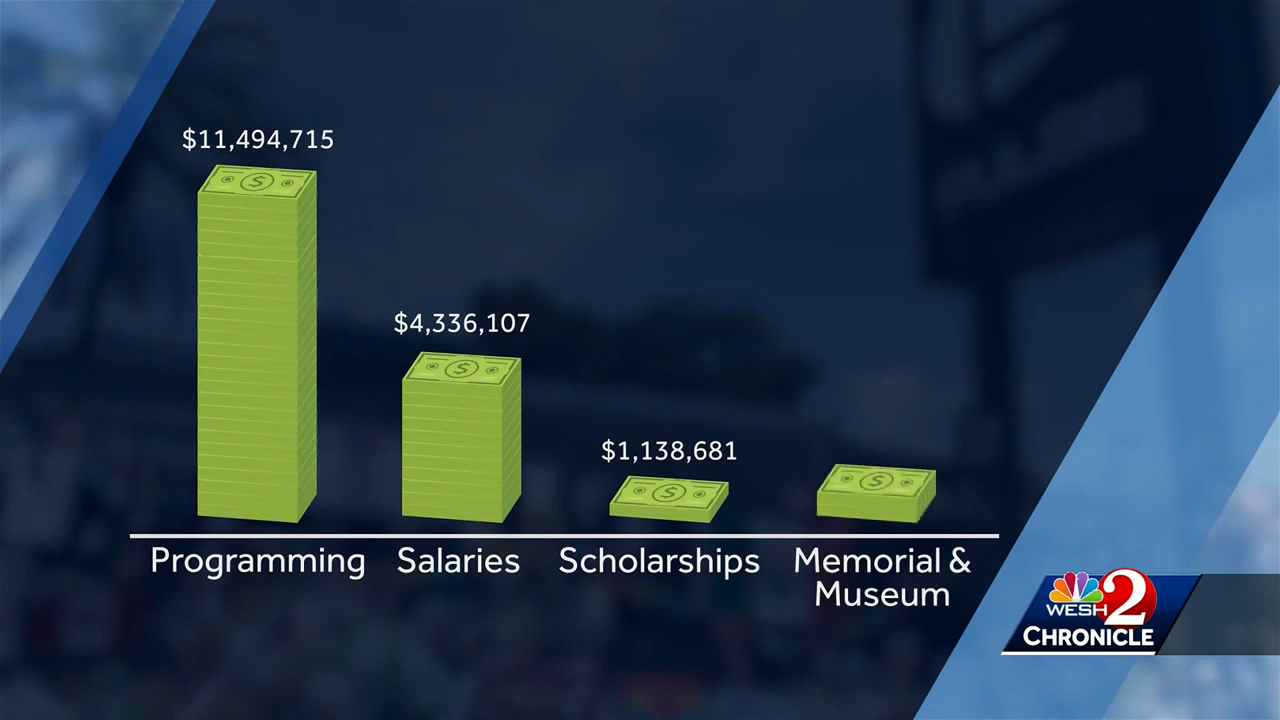 $11,494,715
$4,336,107
$1,138,681
Programming
Salaries
Scholarships
Memorial &
Museum
WESH 2
CHRONICLE